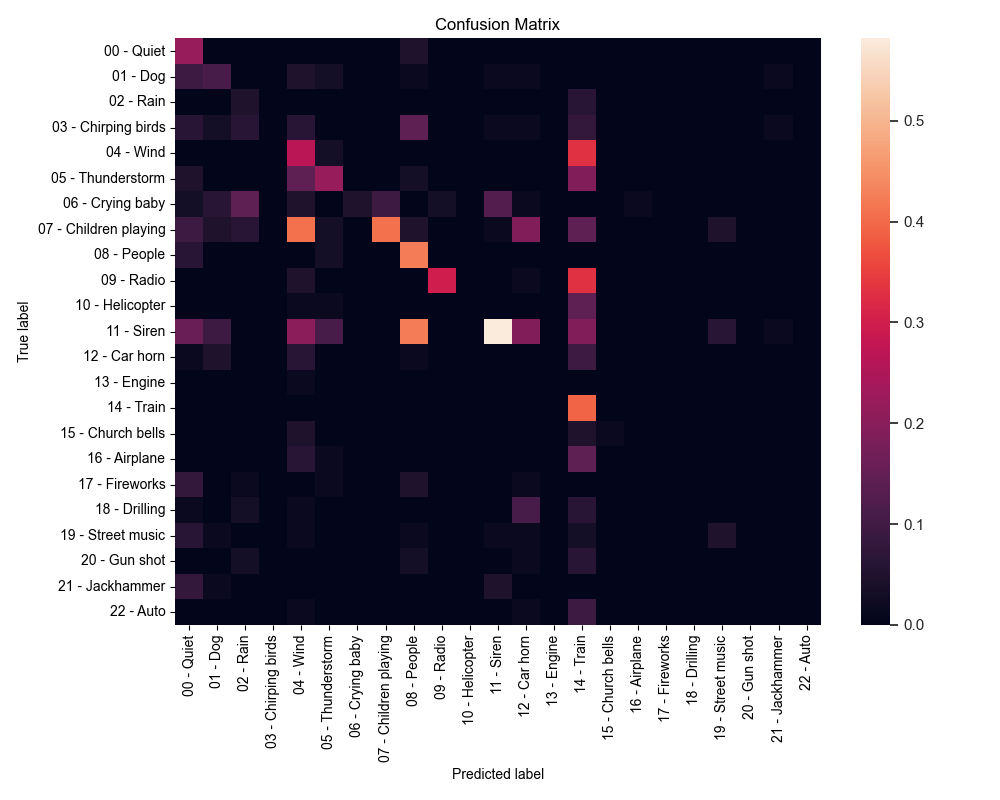 Confusion Matrix
True label
00 - Quiet
01 - Dog
02 - Rain
03 - Chirping birds
04 - Wind
05 - Thunderstorm
06 - Crying baby
07 - Children playing
08 - People
09 - Radio
10 - Helicopter
11 - Siren
12 - Car horn
13 - Engine
14 - Train
15 - Church bells
16 - Airplane
17 - Fireworks
18 - Drilling
19 - Street music
20 - Gun shot
21 - Jackhammer
22 - Auto
00 - Quiet
01 - Dog
02 - Rain
03 - Chirping birds
04 - Wind
05 - Thunderstorm
06 - Crying baby
07 - Children playing
08 - People
09 - Radio
10 - Helicopter
11 - Siren
12 - Car horn
13 - Engine
14 - Train
15 - Church bells
16 - Airplane
17 - Fireworks
18 - Drilling
19 - Street music
20 - Gun shot
21 - Jackhammer
22 - Auto
Predicted label
0.5
0.4
0.3
0.2
0.1
0.0